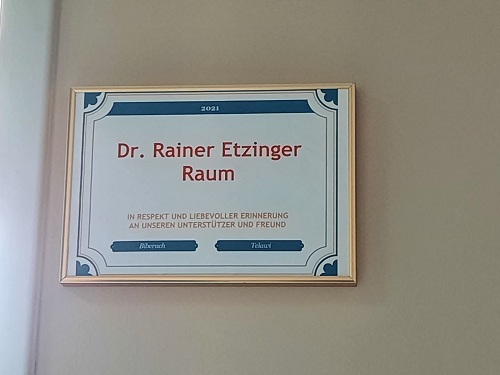 2021
Dr. Rainer Etzinger
Raum
IN RESPEKT UND LIEBEVOLLER ERINNERUNG
AN UNSEREN UNTERSTÜTZER UND FREUND
Biberach Telawi